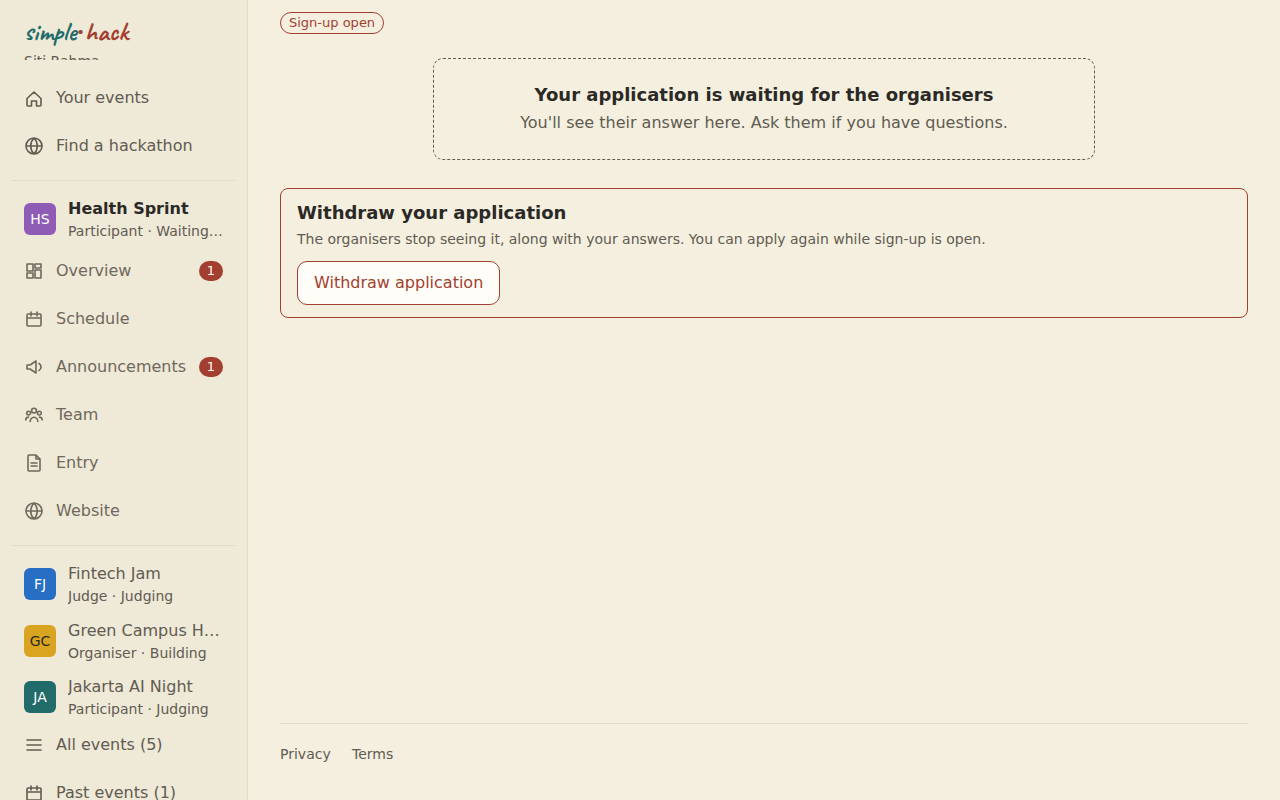 simple·hack
Siti Rahma
Your events
Find a hackathon
HS
Health Sprint
Participant · Waiting…
Overview
1
Schedule
Announcements
1
Team
Entry
Website
FJ
Fintech Jam
Judge · Judging
GC
Green Campus H…
Organiser · Building
JA
Jakarta AI Night
Participant · Judging
All events (5)
Past events (1)
Sign-up open
Your application is waiting for the organisers
You'll see their answer here. Ask them if you have questions.
Withdraw your application
The organisers stop seeing it, along with your answers. You can apply again while sign-up is open.
Withdraw application
Privacy
Terms